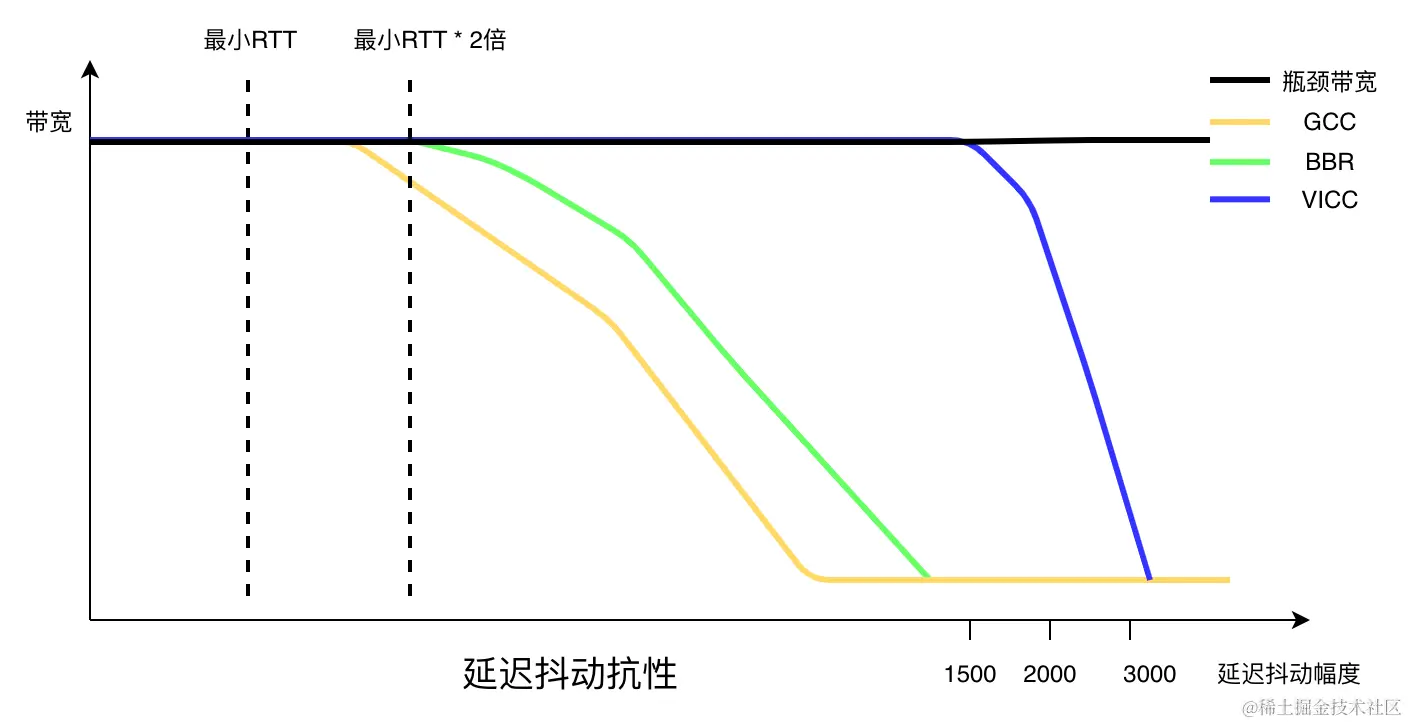 最小RTT
最小RTT * 2倍
带宽
瓶颈带宽
GCC
BBR
VICC
1500
2000
3000
延迟抖动幅度
延迟抖动抗性
@稀土掘金技术社区